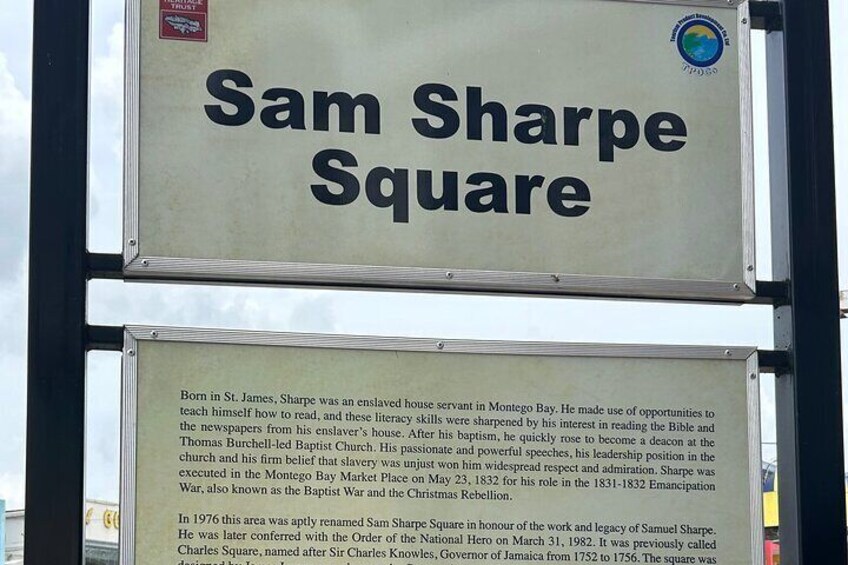 HERITAGE
TRUST
Tourism Product Development Co. Ltd
TPDCo
Sam Sharpe
Square
Born in St. James, Sharpe was an enslaved house servant in Montego Bay. He made use of opportunities to
teach himself how to read, and these literacy skills were sharpened by his interest in reading the Bible and
the newspapers from his enslaver's house. After his baptism, he quickly rose to become a deacon at the
Thomas Burchell-led Baptist Church. His passionate and powerful speeches, his leadership position in the
church and his firm belief that slavery was unjust won him widespread respect and admiration. Sharpe was
executed in the Montego Bay Market Place on May 23, 1832 for his role in the 1831-1832 Emancipation
War, also known as the Baptist War and the Christmas Rebellion.
In 1976 this area was aptly renamed Sam Sharpe Square in honour of the work and legacy of Samuel Sharpe.
He was later conferred with the Order of the National Hero on March 31, 1982. It was previously called
Charles Square, named after Sir Charles Knowles, Governor of Jamaica from 1752 to 1756. The square was